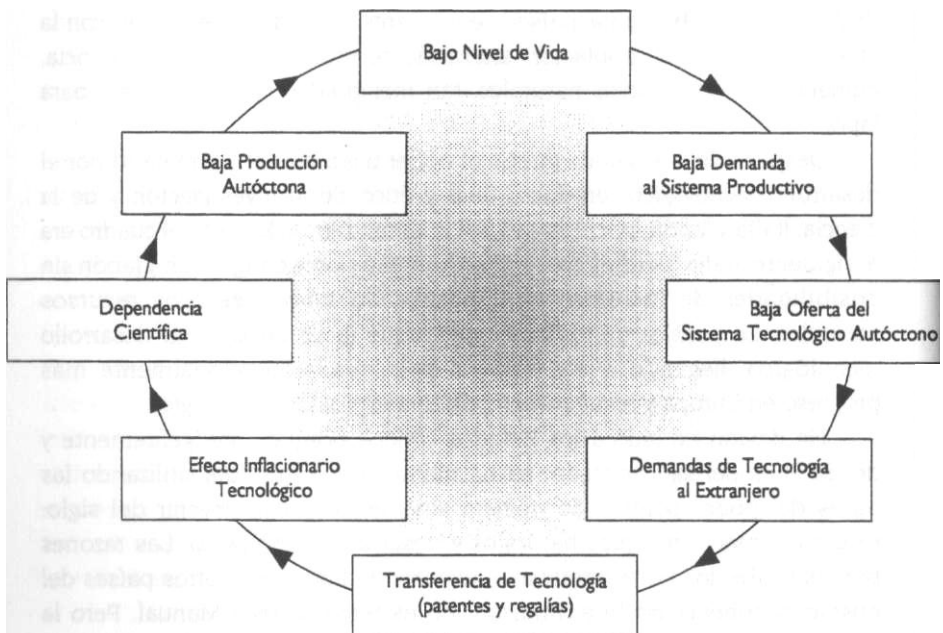 Bajo Nivel de Vida
Baja Demanda
al Sistema Productivo
Baja Oferta del
Sistema Tecnológico Autóctono
Demandas de Tecnología
al Extranjero
Transferencia de Tecnología
(patentes y regalías)
Efecto Inflacionario
Tecnológico
Dependencia
Científica
Baja Producción
Autóctona